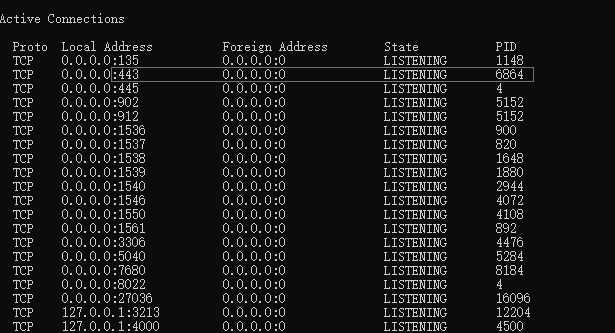 Active Connections
Proto Local Address Foreign Address State PID
TCP 0.0.0.0:135 0.0.0.0:0 LISTENING 1148
TCP 0.0.0.0:443 0.0.0.0:0 LISTENING 6864
TCP 0.0.0.0:445 0.0.0.0:0 LISTENING 4
TCP 0.0.0.0:902 0.0.0.0:0 LISTENING 5152
TCP 0.0.0.0:912 0.0.0.0:0 LISTENING 5152
TCP 0.0.0.0:1536 0.0.0.0:0 LISTENING 900
TCP 0.0.0.0:1537 0.0.0.0:0 LISTENING 820
TCP 0.0.0.0:1538 0.0.0.0:0 LISTENING 1648
TCP 0.0.0.0:1539 0.0.0.0:0 LISTENING 1880
TCP 0.0.0.0:1540 0.0.0.0:0 LISTENING 2944
TCP 0.0.0.0:1546 0.0.0.0:0 LISTENING 4072
TCP 0.0.0.0:1550 0.0.0.0:0 LISTENING 4108
TCP 0.0.0.0:1561 0.0.0.0:0 LISTENING 892
TCP 0.0.0.0:3306 0.0.0.0:0 LISTENING 4476
TCP 0.0.0.0:5040 0.0.0.0:0 LISTENING 5284
TCP 0.0.0.0:7680 0.0.0.0:0 LISTENING 8184
TCP 0.0.0.0:8022 0.0.0.0:0 LISTENING 4
TCP 0.0.0.0:27036 0.0.0.0:0 LISTENING 16096
TCP 127.0.0.1:3213 0.0.0.0:0 LISTENING 12204
TCP 127.0.0.1:4000 0.0.0.0:0 LISTENING 4500